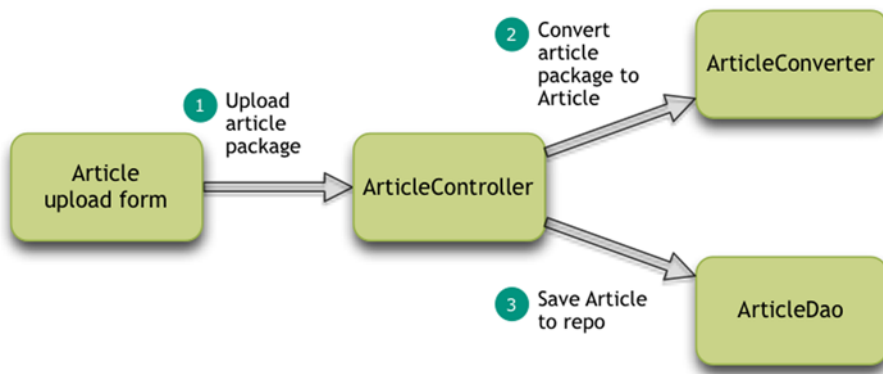 Article
upload form
1
Upload
article
package
ArticleController
2
Convert
article
package to
Article
ArticleConverter
3
Save Article
to repo
ArticleDao